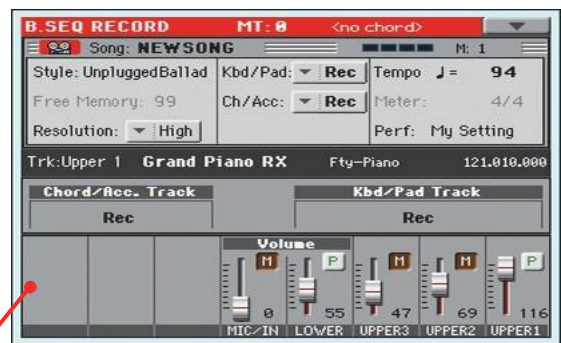 B.SEQ RECORD MT: 0 <no chord>
Song: NEWSONG M: 1
Style: UnpluggedBallad Kbd/Pad: Rec Tempo ♩= 94
Free Memory: 99 Ch/Acc: Rec Meter: 4/4
Resolution: High Perf: My Setting
Trk:Upper 1 Grand Piano RX Fty-Piano 121.010.000
Chord/Acc. Track Kbd/Pad Track
Rec Rec
Volume
M P M M P
0 55 47 69 116
MIC/IN LOWER UPPER3 UPPER2 UPPER1